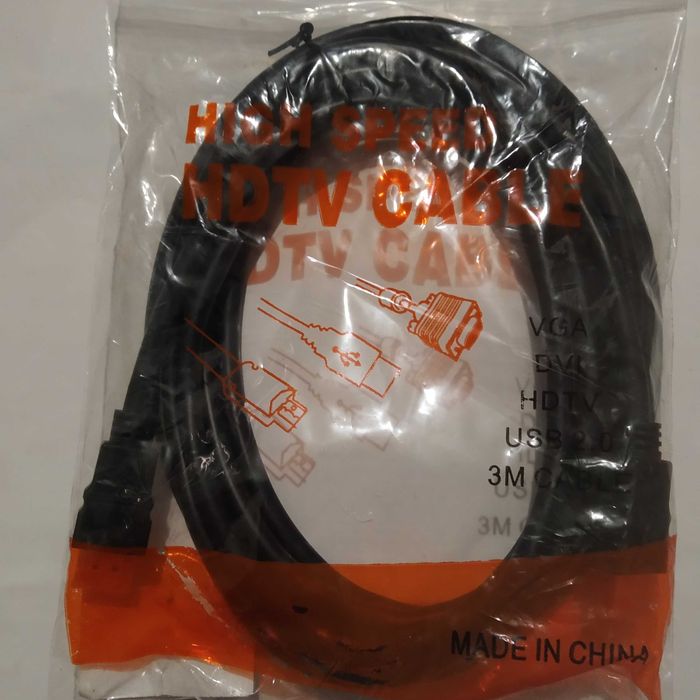 HIGH SPEED
HDTV CABLE
VGA
DVI
HDTV
USB 2.0
3M CABLE
MADE IN CHINA